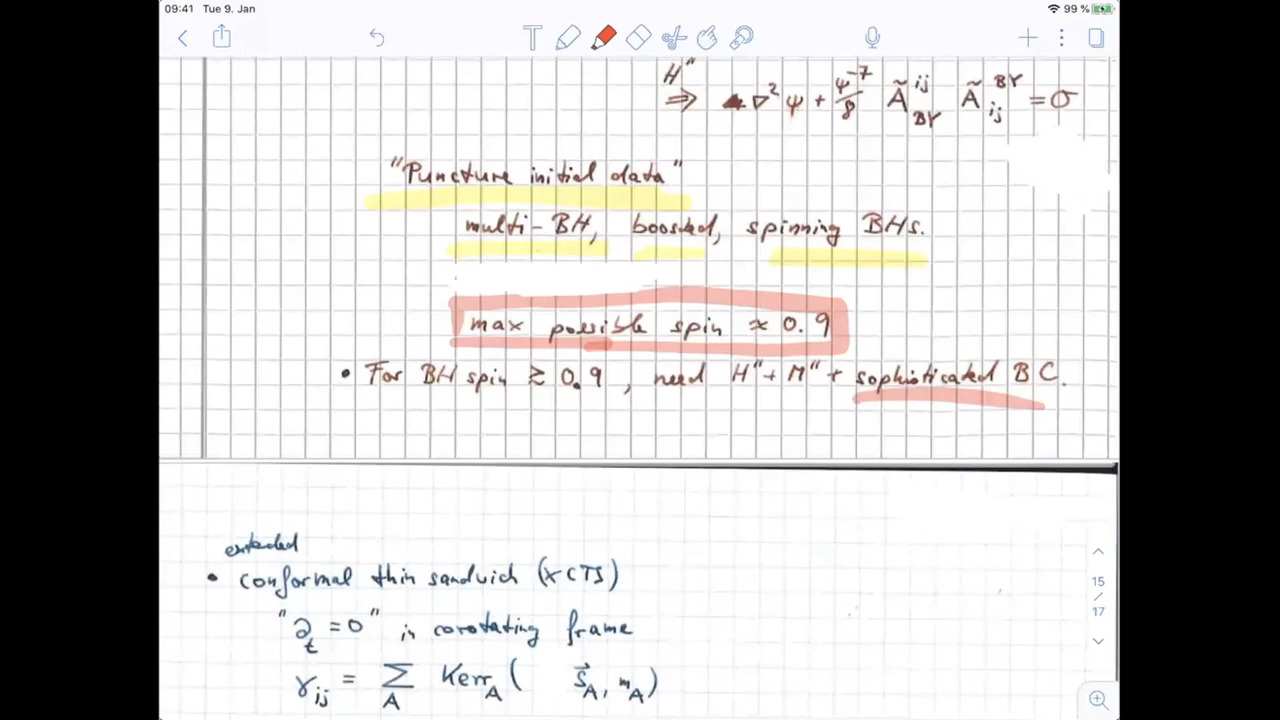 09:41 Tue 9. Jan
99 %
H"
⇒ ∇²ψ + ψ⁻⁷/8 Ã^ij_BY Ã^BY_ij = 0
"Puncture initial data"
multi-BH, boosted, spinning BHs.
max possible spin ≈ 0.9
• For BH spin ≳ 0.9, need H"+M"+ sophisticated BC.
extended
• conformal thin sandwich (XCTS)
"∂_t = 0" in corotating frame
γ_ij = Σ_A Kerr_A ( S⃗_A, m_A)
15
/
17